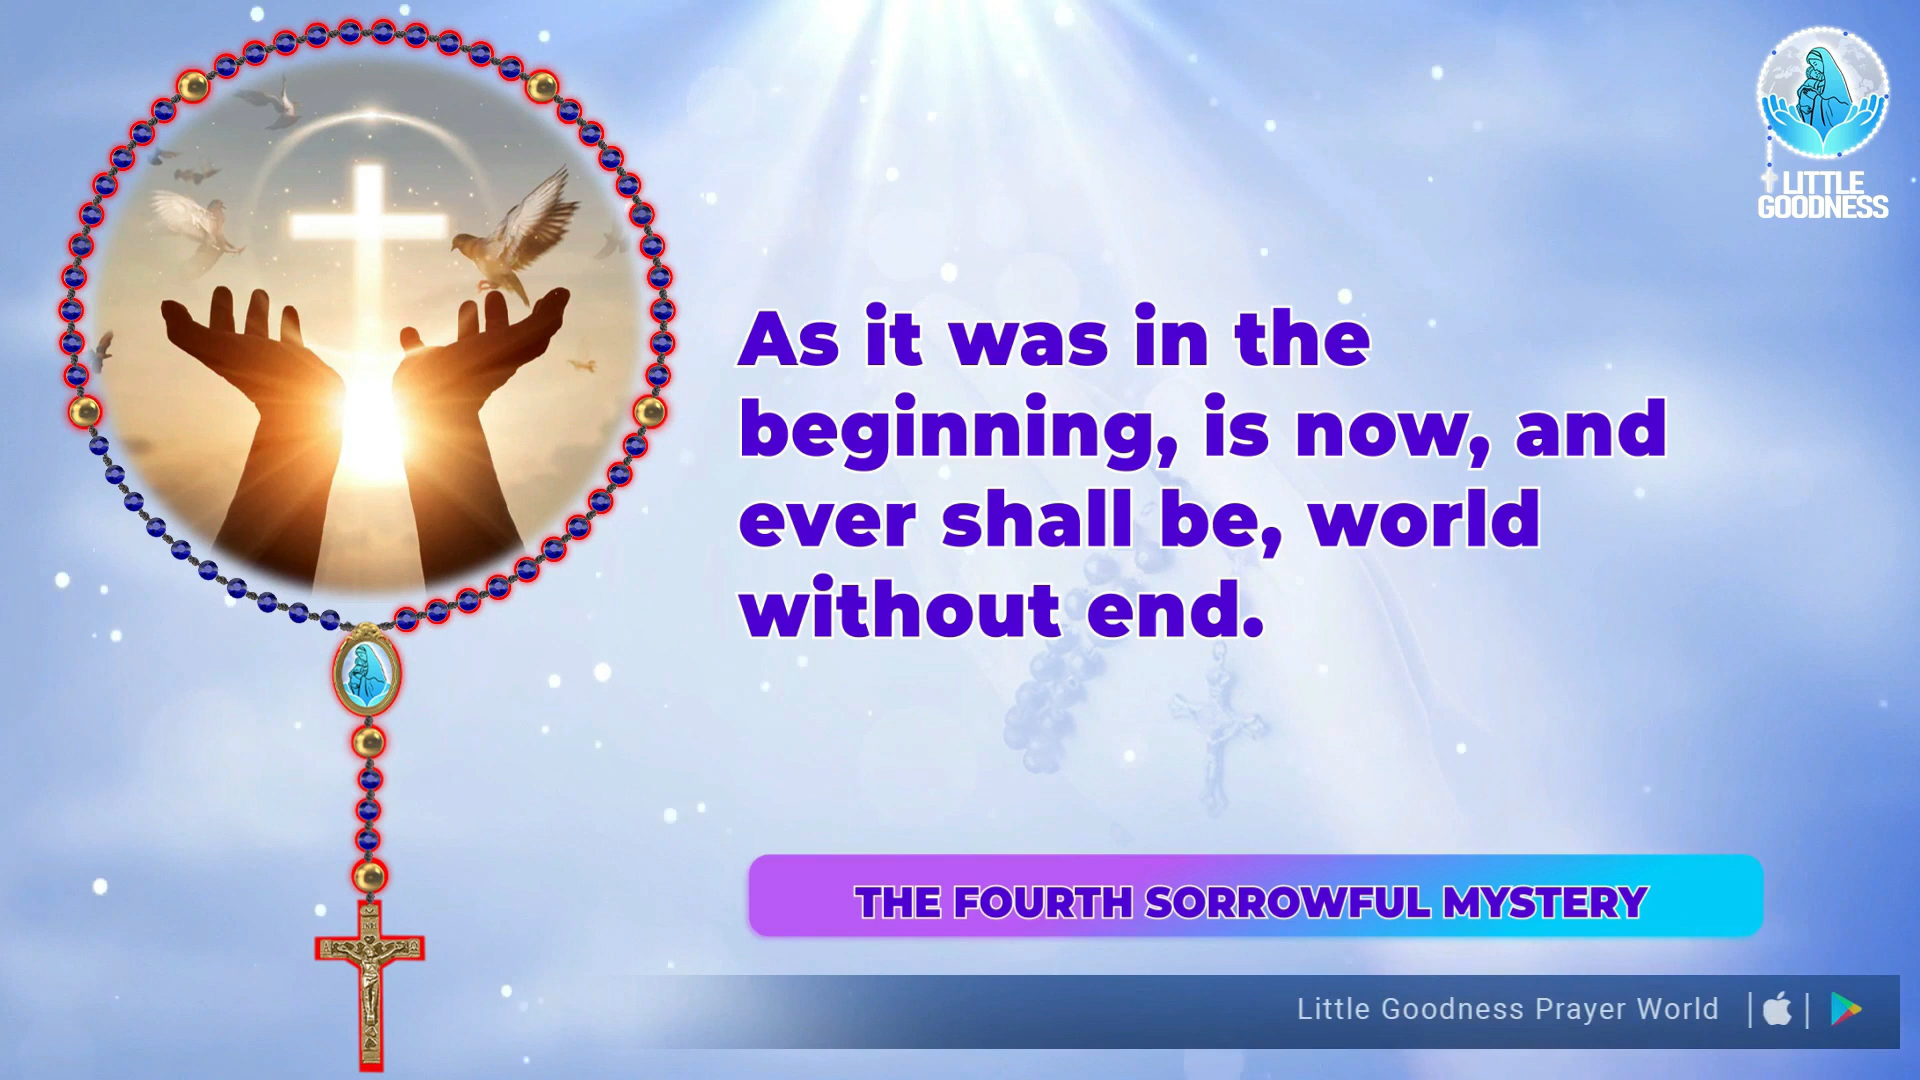 LITTLE
GOODNESS
As it was in the
beginning, is now, and
ever shall be, world
without end.
THE FOURTH SORROWFUL MYSTERY
Little Goodness Prayer World